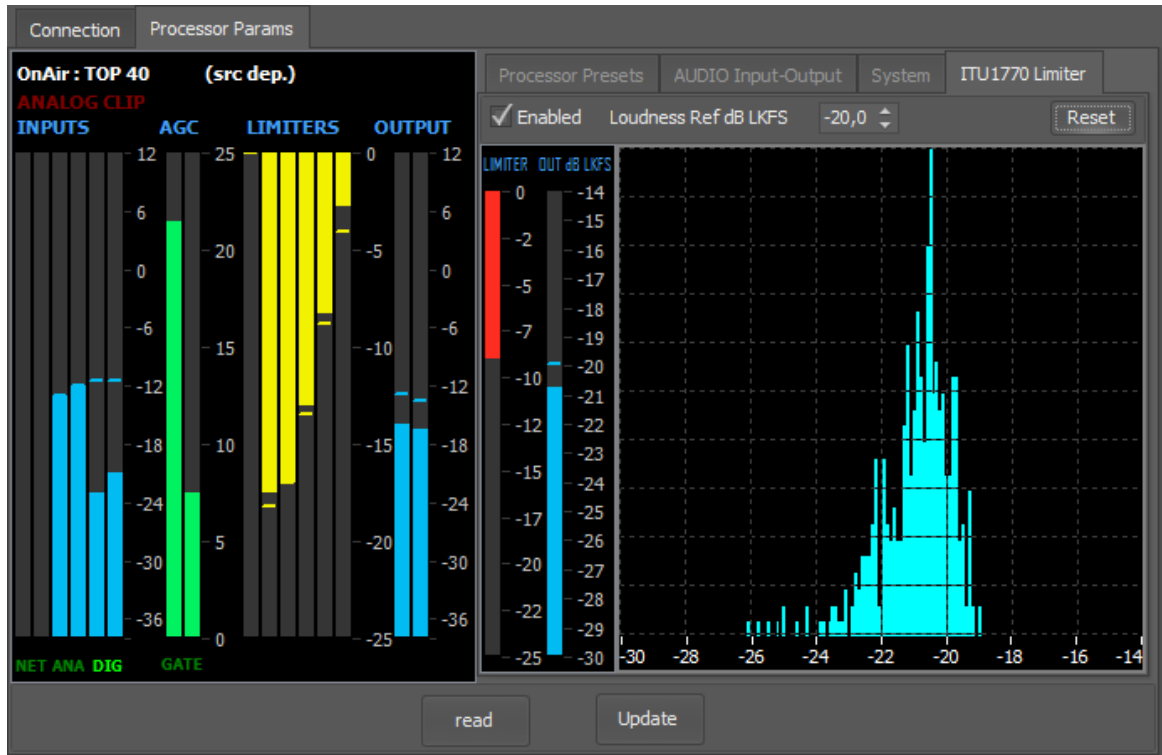 Connection Processor Params
OnAir : TOP 40 (src dep.)
ANALOG CLIP
INPUTS AGC LIMITERS OUTPUT
12 25 0 12
6 20 -5 6
0 15 -10 0
-6 10 -15 -6
-12 5 -20 -12
-18 0 -25 -18
-24 -24
-30 -30
-36 -36
NET ANA DIG GATE
Processor Presets AUDIO Input-Output System ITU1770 Limiter
Enabled Loudness Ref dB LKFS -20,0 Reset
LIMITER OUT dB LKFS
0 -14
-2 -15
-5 -16
-7 -17
-10 -18
-12 -19
-15 -20
-17 -21
-20 -22
-22 -23
-25 -24
-25
-26
-27
-28
-29
-30
-30 -28 -26 -24 -22 -20 -18 -16 -14
read Update